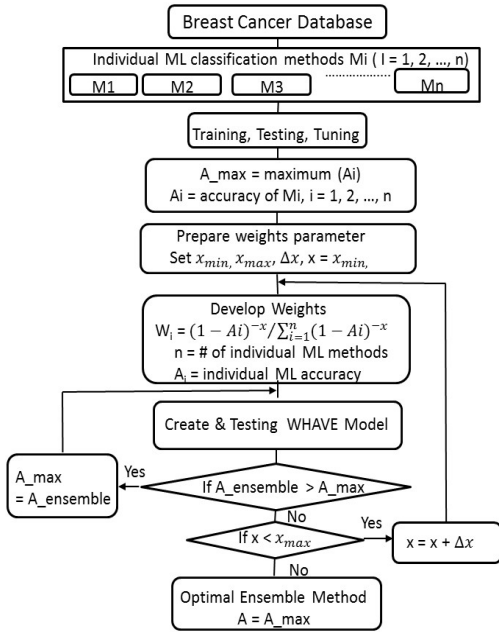 Breast Cancer Database
Individual ML classification methods Mi ( I = 1, 2, ..., n)
M1 M2 M3 .................... Mn
Training, Testing, Tuning
A_max = maximum (Ai)
Ai = accuracy of Mi, i = 1, 2, ..., n
Prepare weights parameter
Set x_min, x_max, Δx, x = x_min,
Develop Weights
W_i = (1 − Ai)^−x / ∑_{i=1}^{n} (1 − Ai)^−x
n = # of individual ML methods
A_i = individual ML accuracy
Create & Testing WHAVE Model
A_max
= A_ensemble
Yes
If A_ensemble > A_max
No
If x < x_max
Yes
x = x + Δx
No
Optimal Ensemble Method
A = A_max